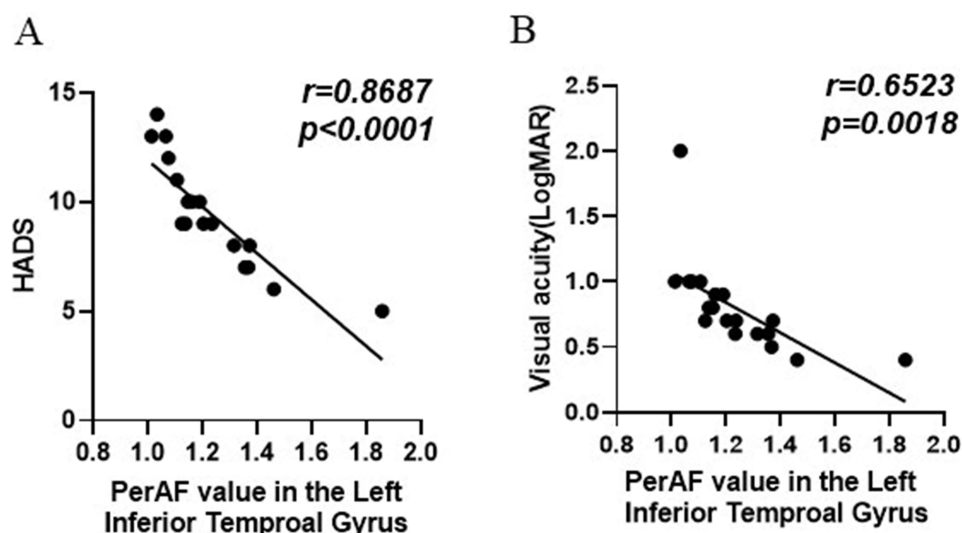 A
r=0.8687
p<0.0001
HADS
15
10
5
0
0.8 1.0 1.2 1.4 1.6 1.8 2.0
PerAF value in the Left
Inferior Temproal Gyrus
B
r=0.6523
p=0.0018
Visual acuity(LogMAR)
2.5
2.0
1.5
1.0
0.5
0.0
0.8 1.0 1.2 1.4 1.6 1.8 2.0
PerAF value in the Left
Inferior Temproal Gyrus